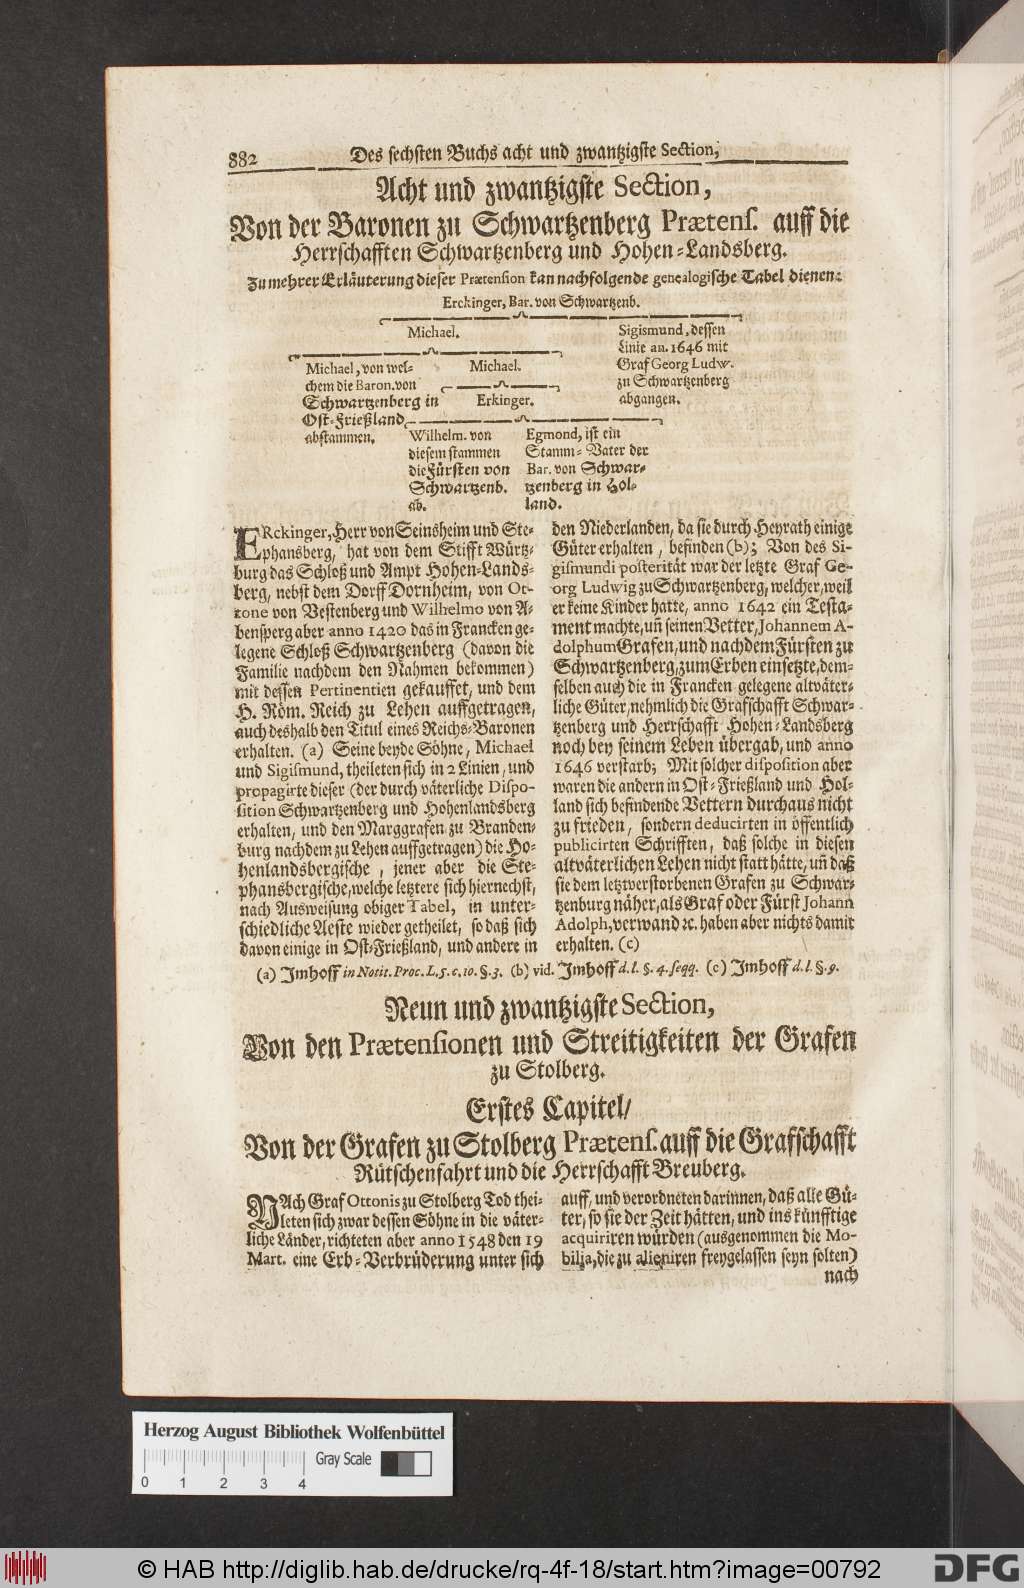 882 Des sechsten Buchs acht und zwantzigste Section,
Acht und zwantzigste Section,
Von der Baronen zu Schwartzenberg Prætens. auff die
Herrschafften Schwartzenberg und Hohen-Landsberg.
Zu mehrer Erläuterung dieser Prætension kan nachfolgende genealogische Tabel dienen:
Erckinger, Bar. von Schwartzenb.
Michael.
Sigismund, dessen
Linie an. 1646 mit
Graf Georg Ludw.
zu Schwartzenberg
abgangen.
Michael, von wel-
chem die Baron. von
Schwartzenberg in
Ost-Frießland
abstammen.
Michael.
Erkinger.
Wilhelm. von
diesem stammen
die Fürsten von
Schwartzenb.
ab.
Egmond, ist ein
Stamm-Vater der
Bar. von Schwar-
tzenberg in Hol-
land.
ERckinger, Herr von Seinsheim und Ste-
phansberg, hat von dem Stifft Würtz-
burg das Schloß und Ampt Hohen-Lands-
berg, nebst dem Dorff Dornheim, von Ot-
tone von Vestenberg und Wilhelmo von A-
bensperg aber anno 1420 das in Francken ge-
legene Schloß Schwartzenberg (davon die
Familie nachdem den Nahmen bekommen)
mit dessen Pertinentien gekauffet, und dem
H. Röm. Reich zu Lehen auffgetragen,
auch deshalb den Titul eines Reichs-Baronen
erhalten. (a) Seine beyde Söhne, Michael
und Sigismund, theileten sich in 2 Linien, und
propagirte dieser (der durch väterliche Dispo-
sition Schwartzenberg und Hohenlandsberg
erhalten, und den Marggrafen zu Branden-
burg nachdem zu Lehen auffgetragen) die Ho-
henlandsbergische, jener aber die Ste-
phansbergische, welche letztere sich hiernechst,
nach Ausweisung obiger Tabel, in unter-
schiedliche Aeste wieder getheilet, so daß sich
davon einige in Ost-Frießland, und andere in
den Niederlanden, da sie durch Heyrath einige
Güter erhalten, befinden (b); Von des Si-
gismundi posterität war der letzte Graf Ge-
org Ludwig zu Schwartzenberg, welcher, weil
er keine Kinder hatte, anno 1642 ein Testa-
ment machte, uñ seinen Vetter, Johannem A-
dolphum Grafen, und nachdem Fürsten zu
Schwartzenberg, zum Erben einsetzte, dem-
selben auch die in Francken gelegene altväter-
liche Güter, nehmlich die Grafschafft Schwar-
tzenberg und Herrschafft Hohen-Landsberg
noch bey seinem Leben übergab, und anno
1646 verstarb; Mit solcher disposition aber
waren die andern in Ost-Frießland und Hol-
land sich befindende Vettern durchaus nicht
zu frieden, sondern deducirten in öffentlich
publicirten Schrifften, daß solche in diesen
altväterlichen Lehen nicht statt hätte, uñ daß
sie dem letztverstorbenen Grafen zu Schwar-
tzenburg näher, als Graf oder Fürst Johann
Adolph, verwand ꝛc. haben aber nichts damit
erhalten. (c)
(a) Imhoff in Notit. Proc. L. 5. c. 10. §. 3. (b) vid. Imhoff d. l. §. 4. seqq. (c) Imhoff d. l. §. 9.
Neun und zwantzigste Section,
Von den Prætensionen und Streitigkeiten der Grafen
zu Stolberg.
Erstes Capitel/
Von der Grafen zu Stolberg Prætens. auff die Grafschafft
Rütschenfahrt und die Herrschafft Breuberg.
NAch Graf Ottonis zu Stolberg Tod thei-
leten sich zwar dessen Söhne in die väter-
liche Länder, richteten aber anno 1548 den 19
Mart. eine Erb-Verbrüderung unter sich
auff, und verordneten darinnen, daß alle Gü-
ter, so sie der Zeit hätten, und ins künfftige
acquiriren würden (ausgenommen die Mo-
bilia, die zu alieniren freygelassen seyn solten)
nach
Herzog August Bibliothek Wolfenbüttel
Gray Scale
0 1 2 3 4
© HAB http://diglib.hab.de/drucke/rq-4f-18/start.htm?image=00792
DFG